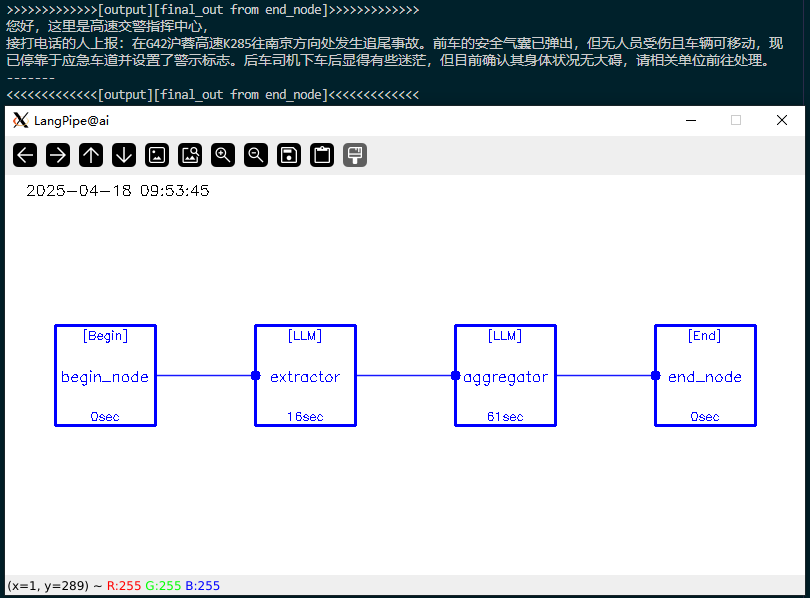 >>>>>>>>>>>>>[output][final_out from end_node]>>>>>>>>>>>>>
您好，这里是高速交警指挥中心，
接打电话的人上报：在G42沪蓉高速K285往南京方向处发生追尾事故。前车的安全气囊已弹出，但无人员受伤且车辆可移动，现
已停靠于应急车道并设置了警示标志。后车司机下车后显得有些迷茫，但目前确认其身体状况无大碍，请相关单位前往处理。
-------
<<<<<<<<<<<<<[output][final_out from end_node]<<<<<<<<<<<<<
LangPipe@ai
2025-04-18 09:53:45
[Begin] [LLM] [LLM] [End]
begin_node extractor aggregator end_node
0sec 16sec 61sec 0sec
(x=1, y=289) ~ R:255 G:255 B:255